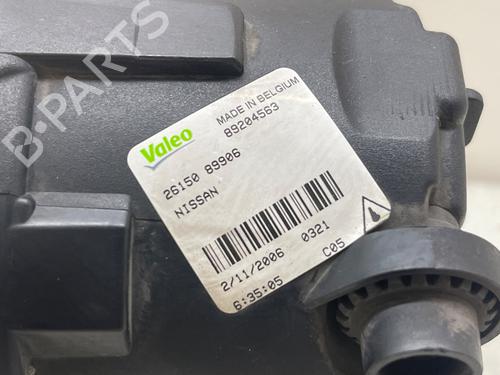 Valeo
MADE IN BELGIUM
89204563
26150 89906
NISSAN
2/11/2006 0321
6:35:05 C05
B-PARTS